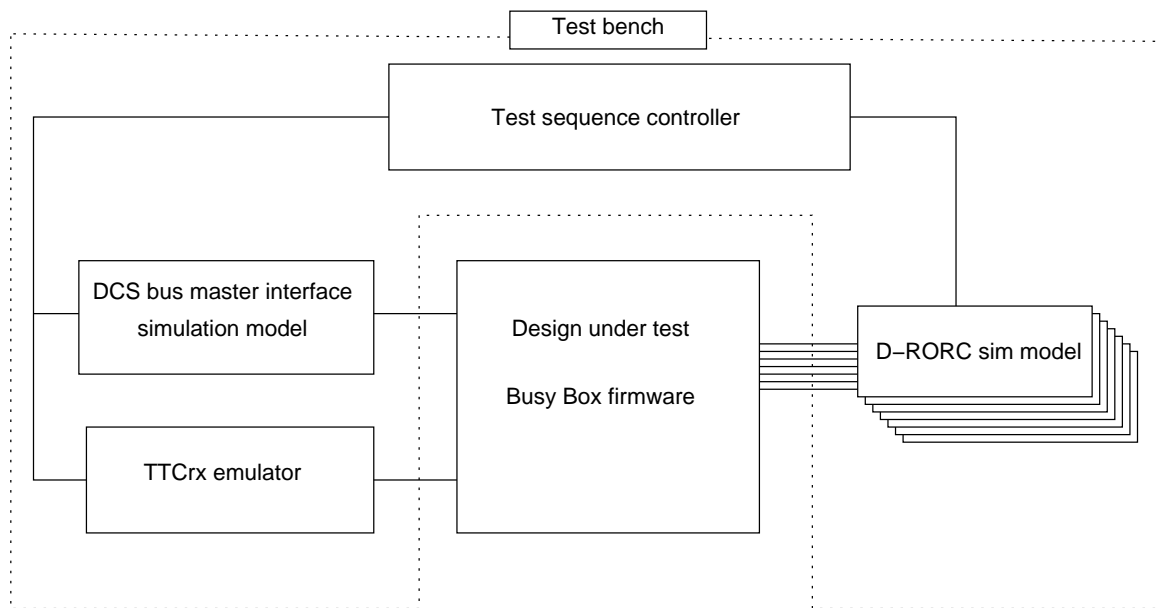 Test bench
Test sequence controller
DCS bus master interface
simulation model
Design under test
Busy Box firmware
D−RORC sim model
TTCrx emulator